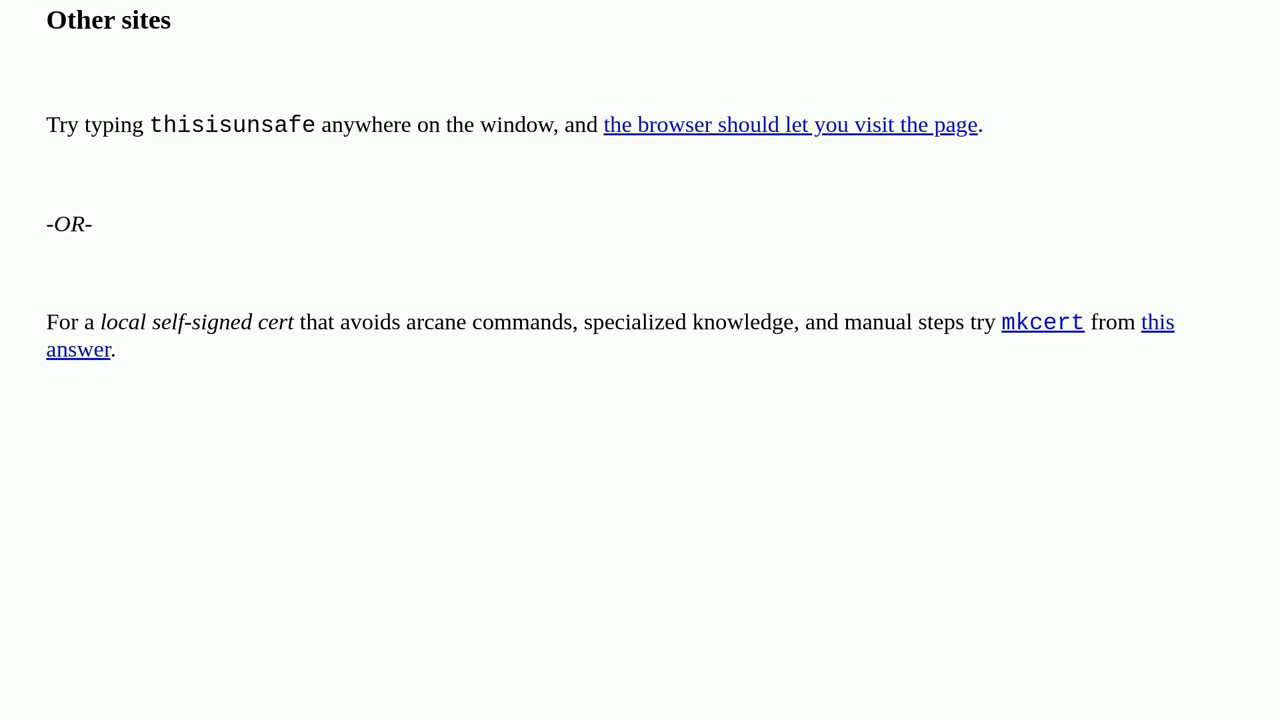 Other sites
Try typing thisisunsafe anywhere on the window, and the browser should let you visit the page.
-OR-
For a local self-signed cert that avoids arcane commands, specialized knowledge, and manual steps try mkcert from this
answer.